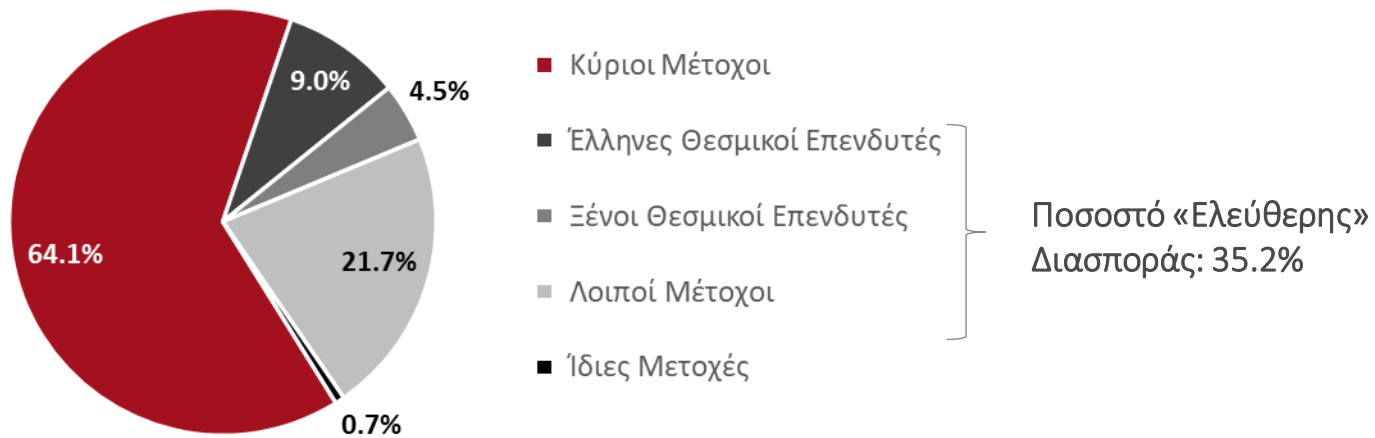 9.0%
4.5%
64.1%
21.7%
0.7%
Κύριοι Μέτοχοι
Έλληνες Θεσμικοί Επενδυτές
Ξένοι Θεσμικοί Επενδυτές
Λοιποί Μέτοχοι
Ίδιες Μετοχές
Ποσοστό «Ελεύθερης»
Διασποράς: 35.2%